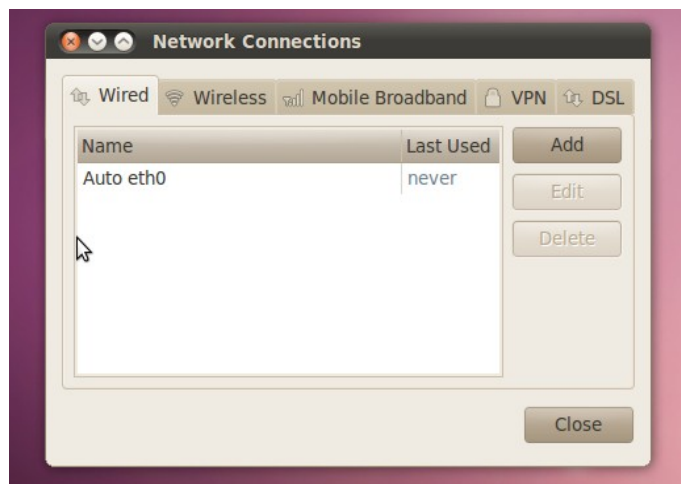 Network Connections
Wired Wireless Mobile Broadband VPN DSL
Name Last Used Add
Auto eth0 never
Edit
Delete
Close